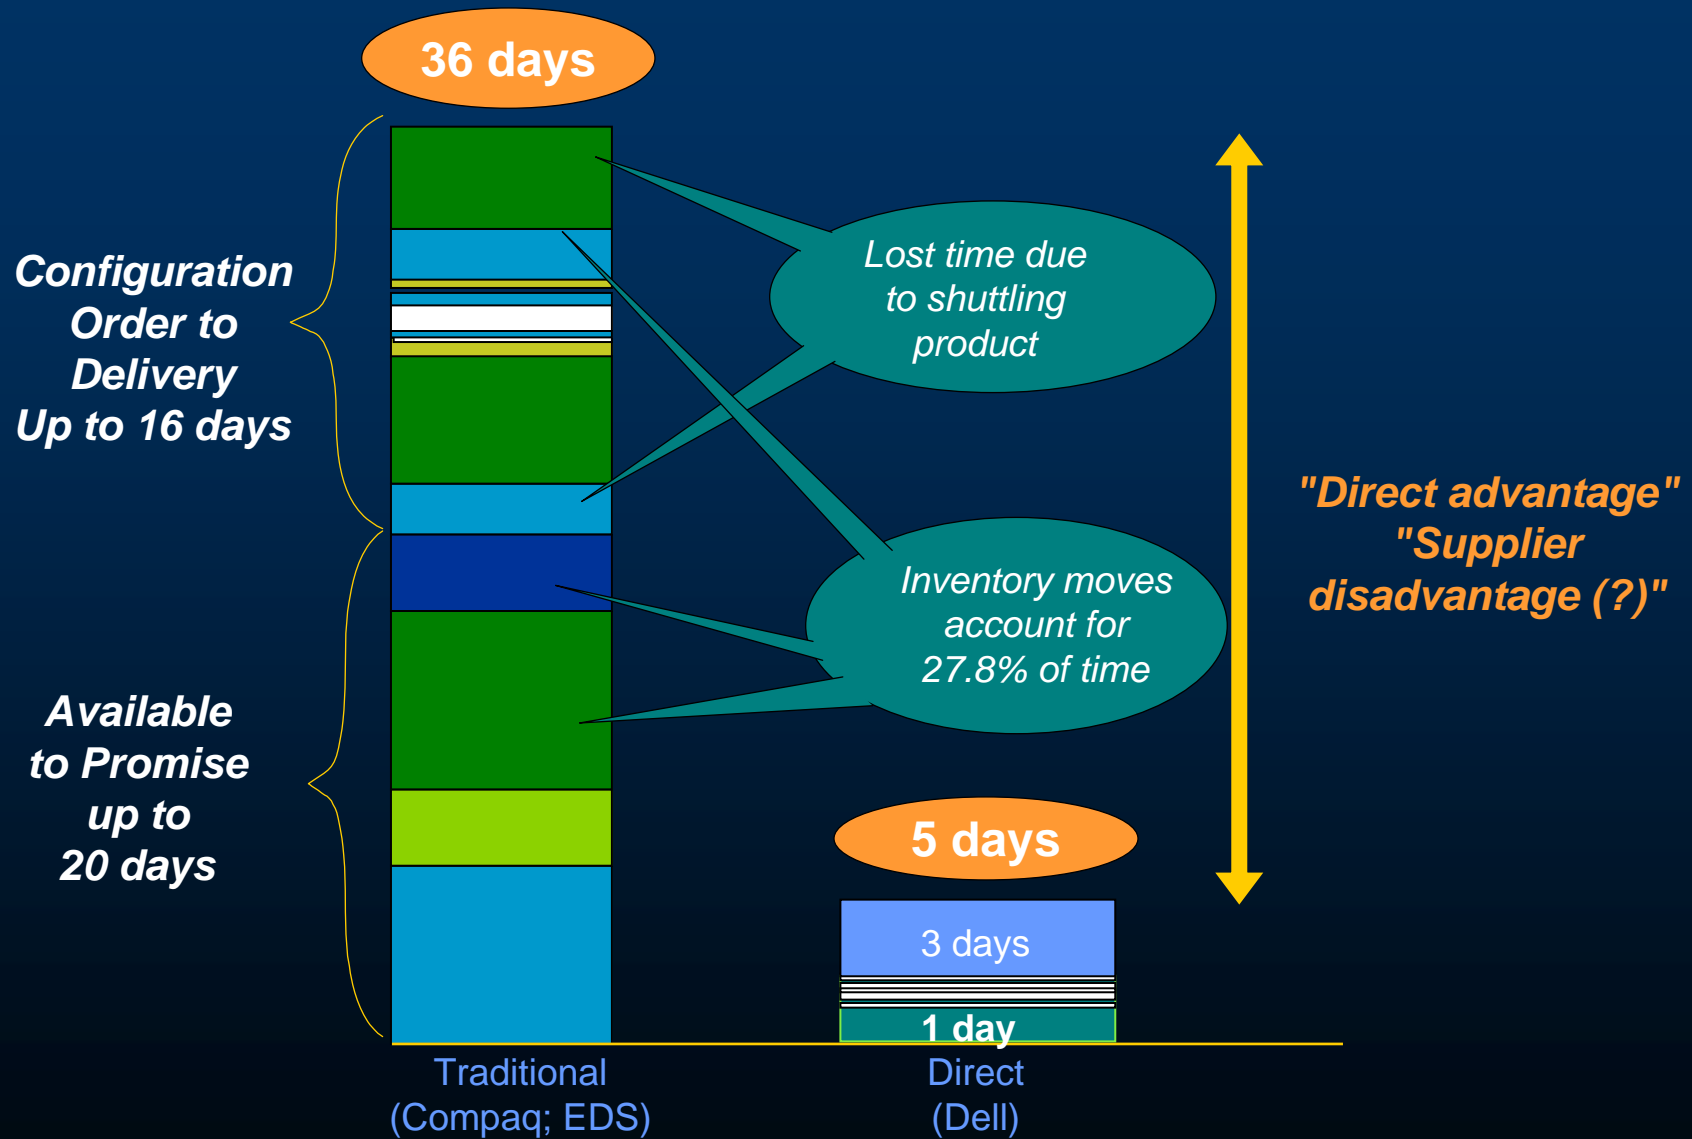 36 days
Configuration
Order to
Delivery
Up to 16 days
Lost time due
to shuttling
product
"Direct advantage"
"Supplier
disadvantage (?)"
Inventory moves
account for
27.8% of time
Available
to Promise
up to
20 days
5 days
3 days
1 day
Traditional
(Compaq; EDS)
Direct
(Dell)